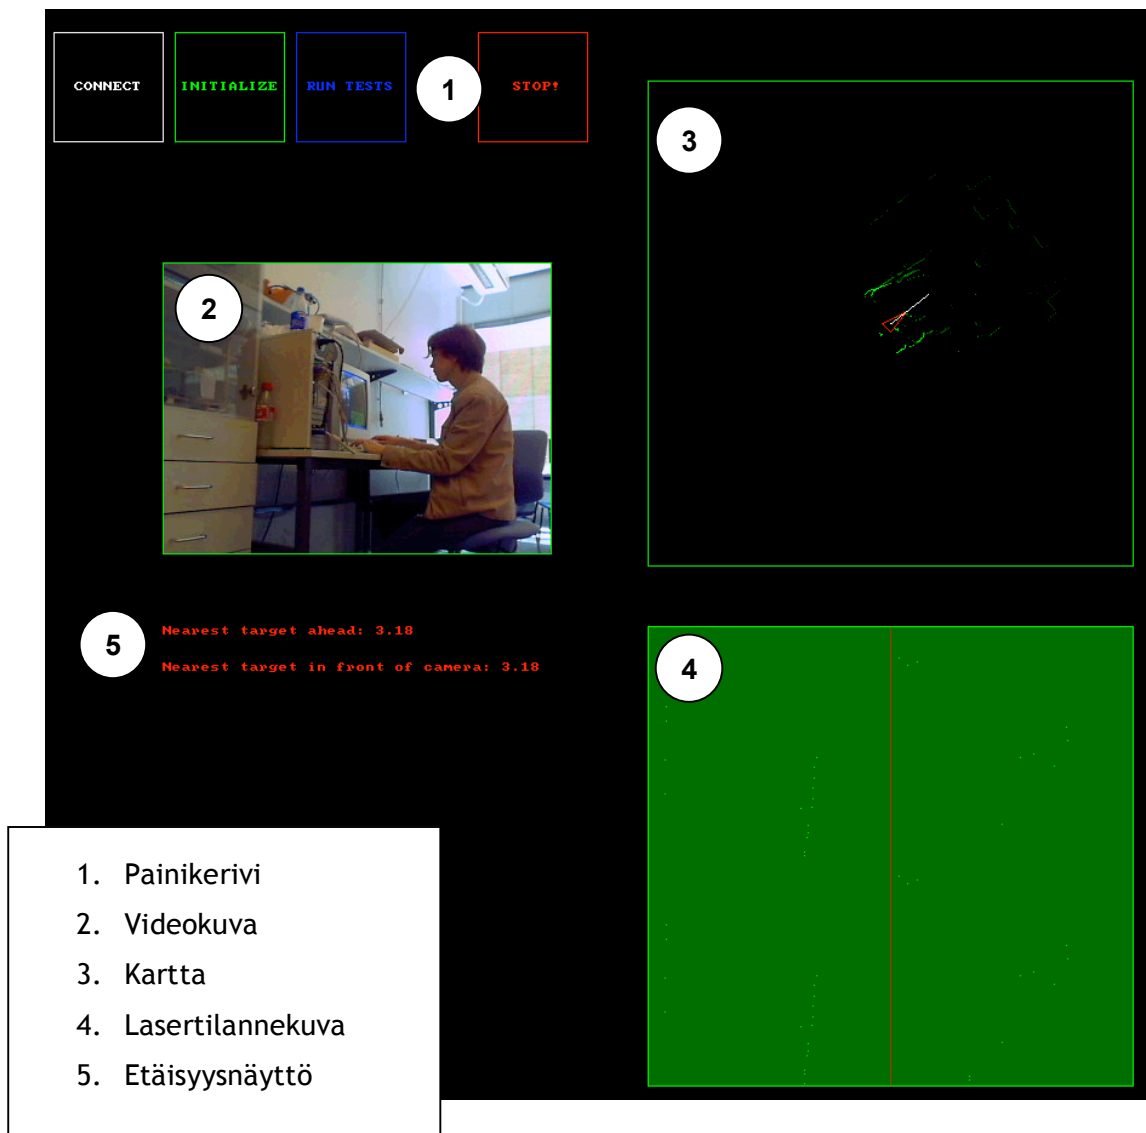 CONNECT
INITIALIZE
RUN TESTS
1
STOP!
3
2
5
Nearest target ahead: 3.18
Nearest target in front of camera: 3.18
4
1. Painikerivi
2. Videokuva
3. Kartta
4. Lasertilannekuva
5. Etäisyysnäyttö